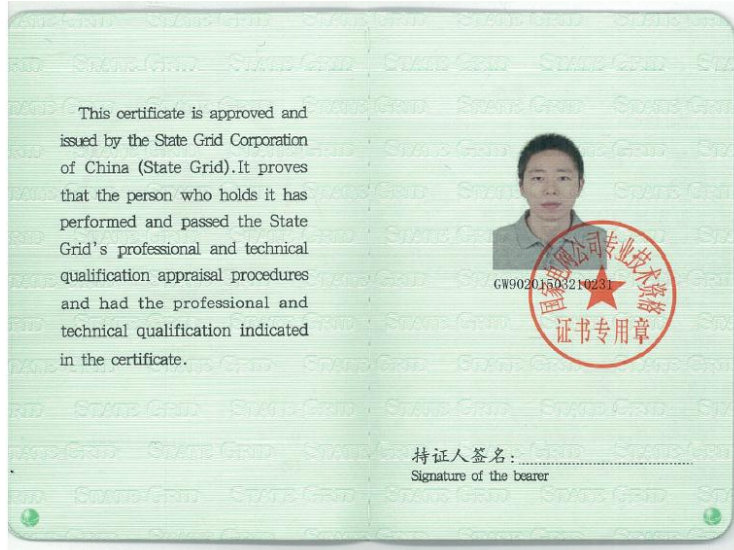 This certificate is approved and
issued by the State Grid Corporation
of China (State Grid).It proves
that the person who holds it has
performed and passed the State
Grid's professional and technical
qualification appraisal procedures
and had the professional and
technical qualification indicated
in the certificate.
GW90201503210231
国家电网公司专业技术资格
证书专用章
持证人签名:
Signature of the bearer